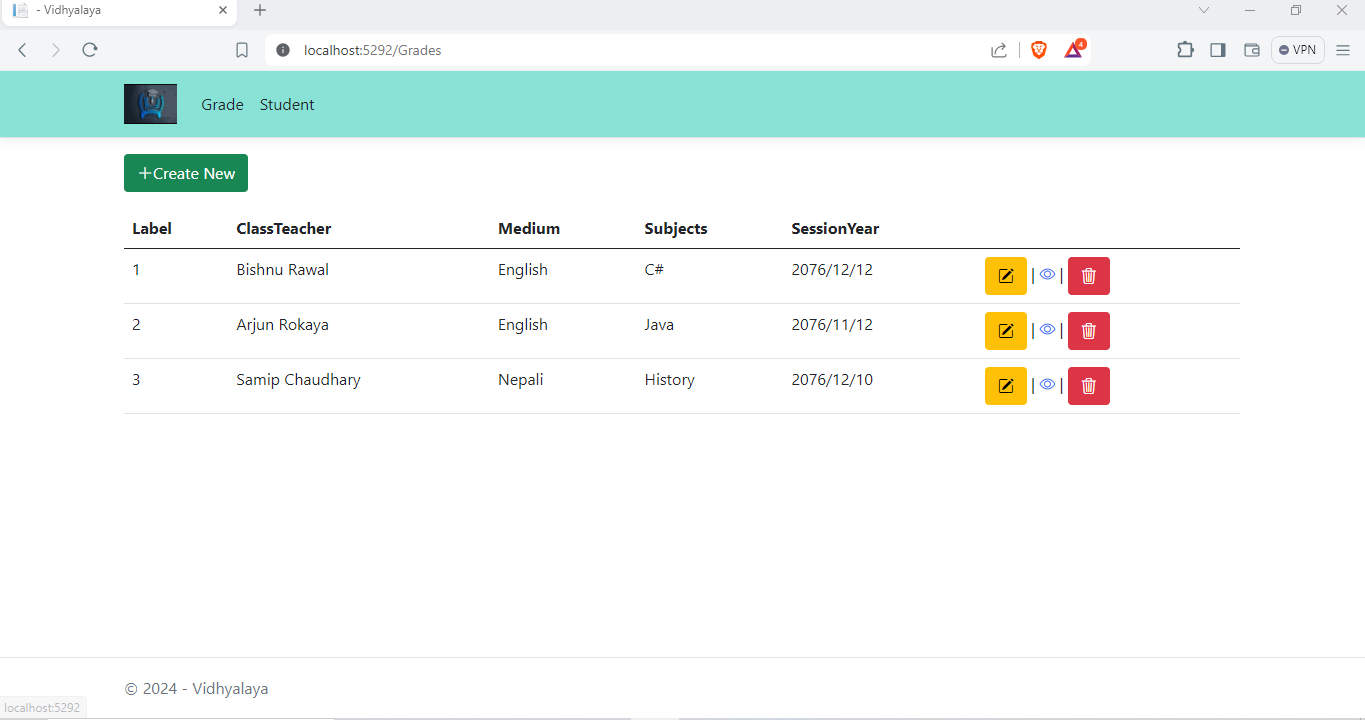 - Vidhyalaya
localhost:5292/Grades
4
VPN
Grade Student
Create New
Label ClassTeacher Medium Subjects SessionYear
1 Bishnu Rawal English C# 2076/12/12 | |
2 Arjun Rokaya English Java 2076/11/12 | |
3 Samip Chaudhary Nepali History 2076/12/10 | |
© 2024 - Vidhyalaya
localhost:5292